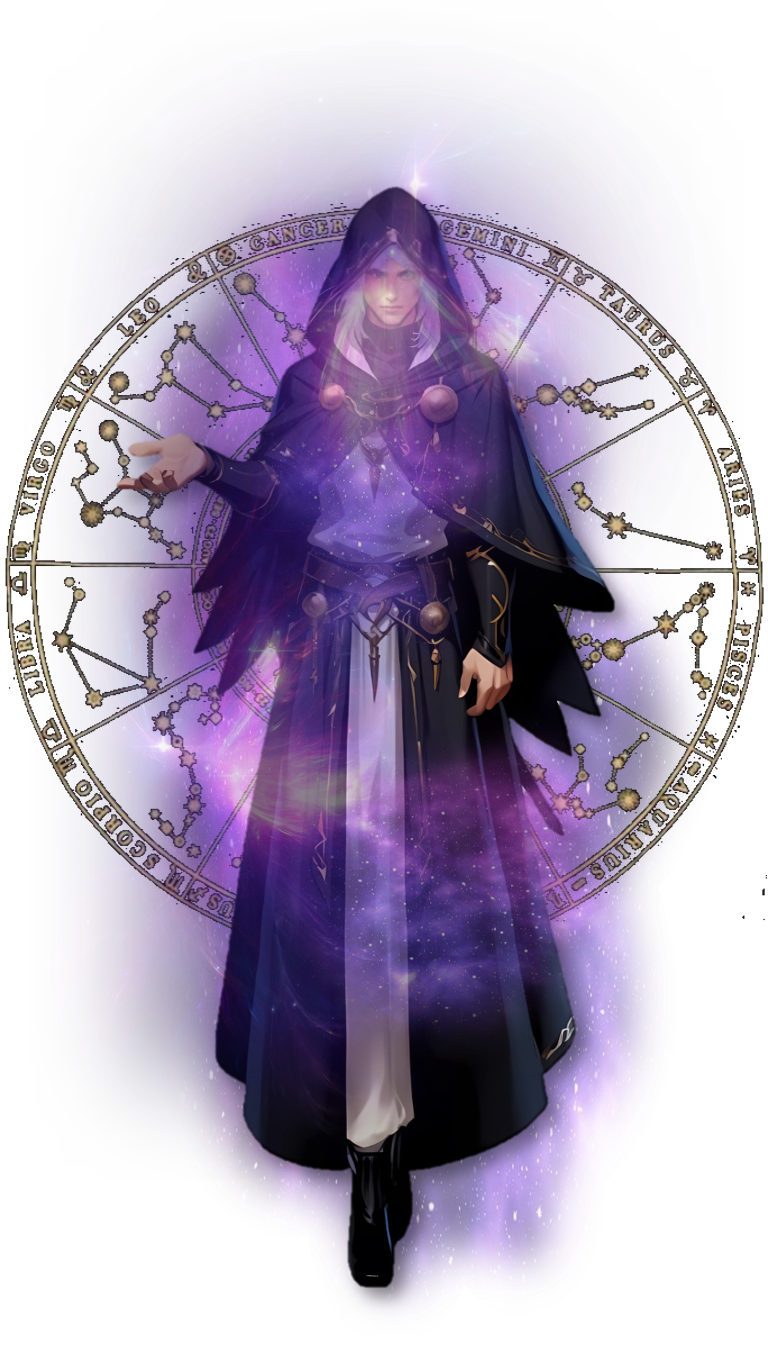 CANCER
GEMINI
TAURUS
ARIES
PISCES
AQUARIUS
SCORPIO
LIBRA
VIRGO
LEO